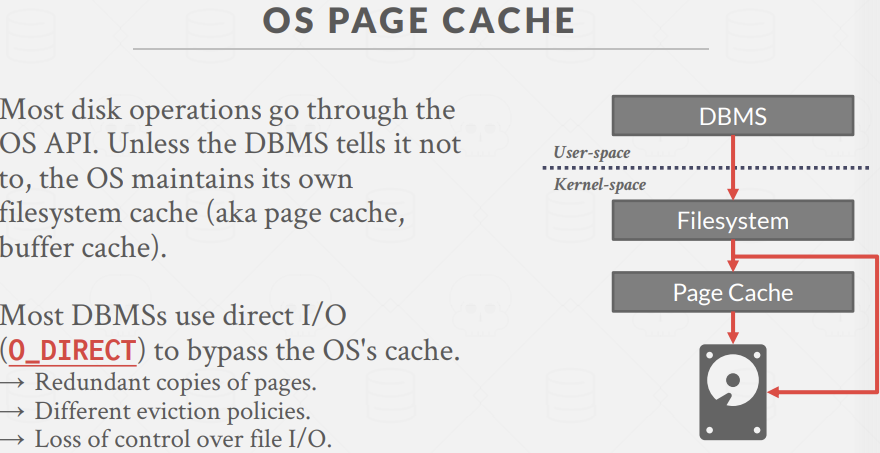 OS PAGE CACHE
Most disk operations go through the
OS API. Unless the DBMS tells it not
to, the OS maintains its own
filesystem cache (aka page cache,
buffer cache).
Most DBMSs use direct I/O
(O_DIRECT) to bypass the OS's cache.
→ Redundant copies of pages.
→ Different eviction policies.
→ Loss of control over file I/O.
DBMS
User-space
Kernel-space
Filesystem
Page Cache